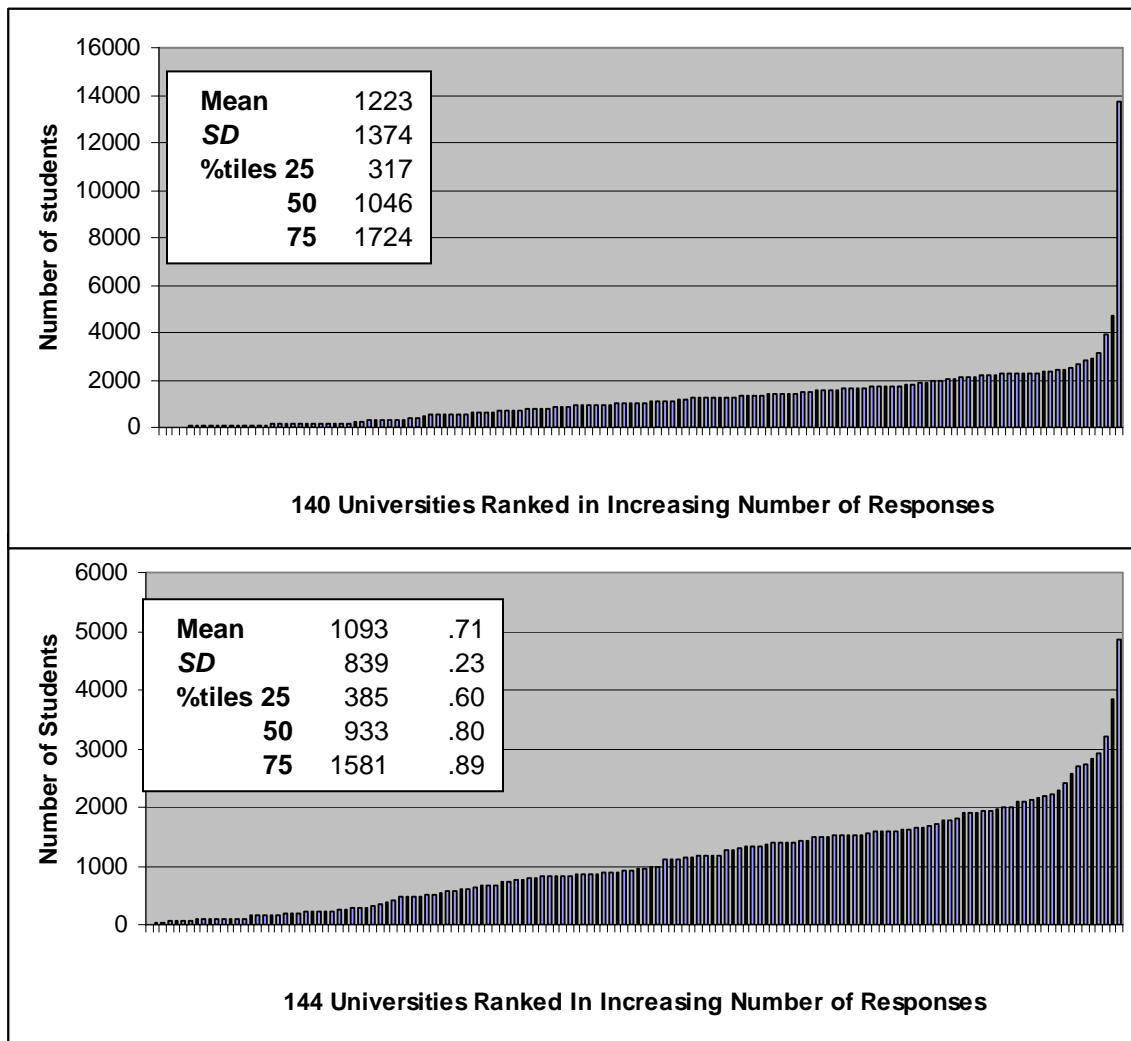 16000
14000
12000
10000
8000
6000
4000
2000
0
Number of students
Mean 1223
SD 1374
%tiles 25 317
50 1046
75 1724
140 Universities Ranked in Increasing Number of Responses
6000
5000
4000
3000
2000
1000
0
Number of Students
Mean 1093 .71
SD 839 .23
%tiles 25 385 .60
50 933 .80
75 1581 .89
144 Universities Ranked In Increasing Number of Responses